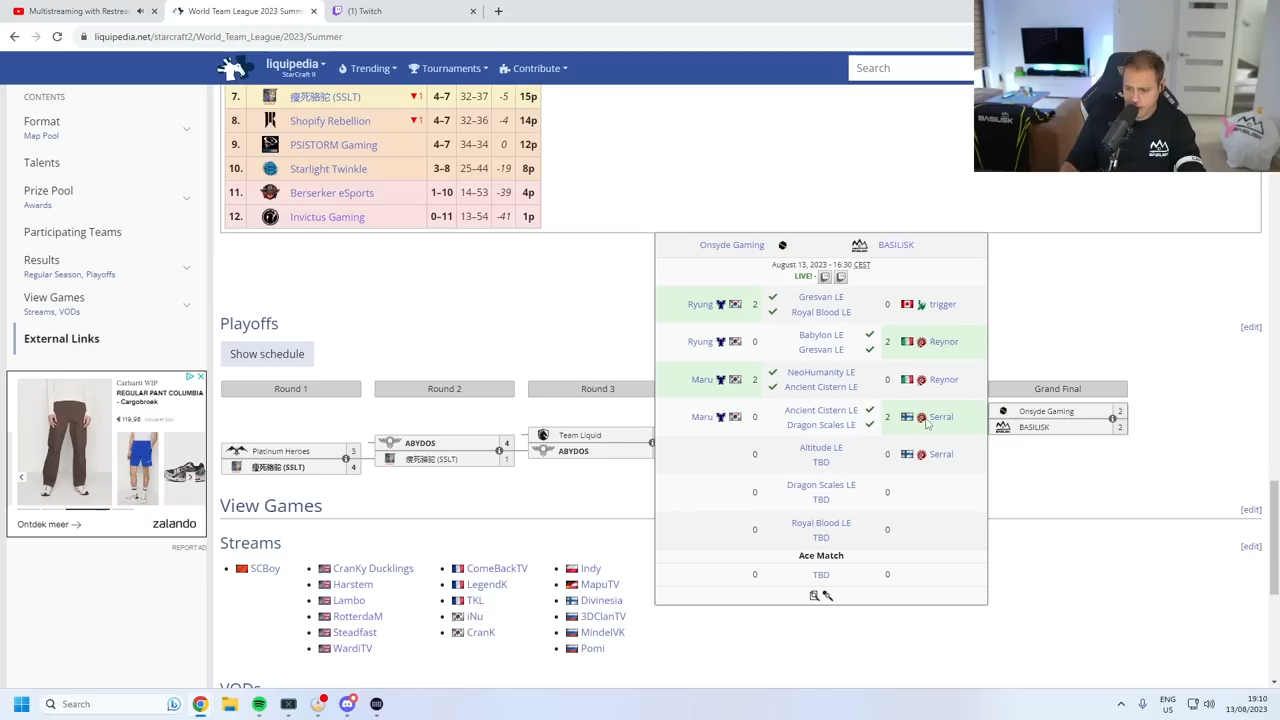 Multistreaming with Restre
World Team League 2023 Summ
(1) Twitch
liquipedia.net/starcraft2/World_Team_League/2023/Summer
liquipedia
StarCraft II
Trending
Tournaments
Contribute
Search
CONTENTS
Format
Map Pool
Talents
Prize Pool
Awards
Participating Teams
Results
Regular Season, Playoffs
View Games
Streams, VODs
External Links
7. 瘦死骆驼 (SSLT) ▼1 4–7 32–37 -5 15p
8. Shopify Rebellion ▼1 4–7 32–36 -4 14p
9. PSISTORM Gaming 4–7 34–34 0 12p
10. Starlight Twinkle 3–8 25–44 -19 8p
11. Berserker eSports 1–10 14–53 -39 4p
12. Invictus Gaming 0–11 13–54 -41 1p
Playoffs
[edit]
Show schedule
Round 1
Round 2
Round 3
Grand Final
Platinum Heroes 3
瘦死骆驼 (SSLT) 4
ABYDOS 4
瘦死骆驼 (SSLT) 1
Team Liquid
ABYDOS
Onsyde Gaming 2
BASILISK 2
Onsyde Gaming BASILISK
August 13, 2023 - 16:30 CEST
LIVE! -
Ryung 2 Gresvan LE 0 trigger
Royal Blood LE
Ryung 0 Babylon LE 2 Reynor
Gresvan LE
Maru 2 NeoHumanity LE 0 Reynor
Ancient Cistern LE
Maru 0 Ancient Cistern LE 2 Serral
Dragon Scales LE
0 Altitude LE 0 Serral
TBD
0 Dragon Scales LE 0
TBD
0 Royal Blood LE 0
TBD
Ace Match
0 TBD 0
View Games
[edit]
Streams
[edit]
SCBoy
CranKy Ducklings
Harstem
Lambo
RotterdaM
Steadfast
WardiTV
ComeBackTV
LegendK
TKL
iNu
CranK
Indy
MapuTV
Divinesia
3DClanTV
MindelVK
Pomi
VODs
Carhartt WIP
REGULAR PANT COLUMBIA
- Cargobroek
€ 119,95
Ontdek meer →
zalando
REPORT AD
BASILISK
BASILISK
Search
ENG
US
19:10
13/08/2023